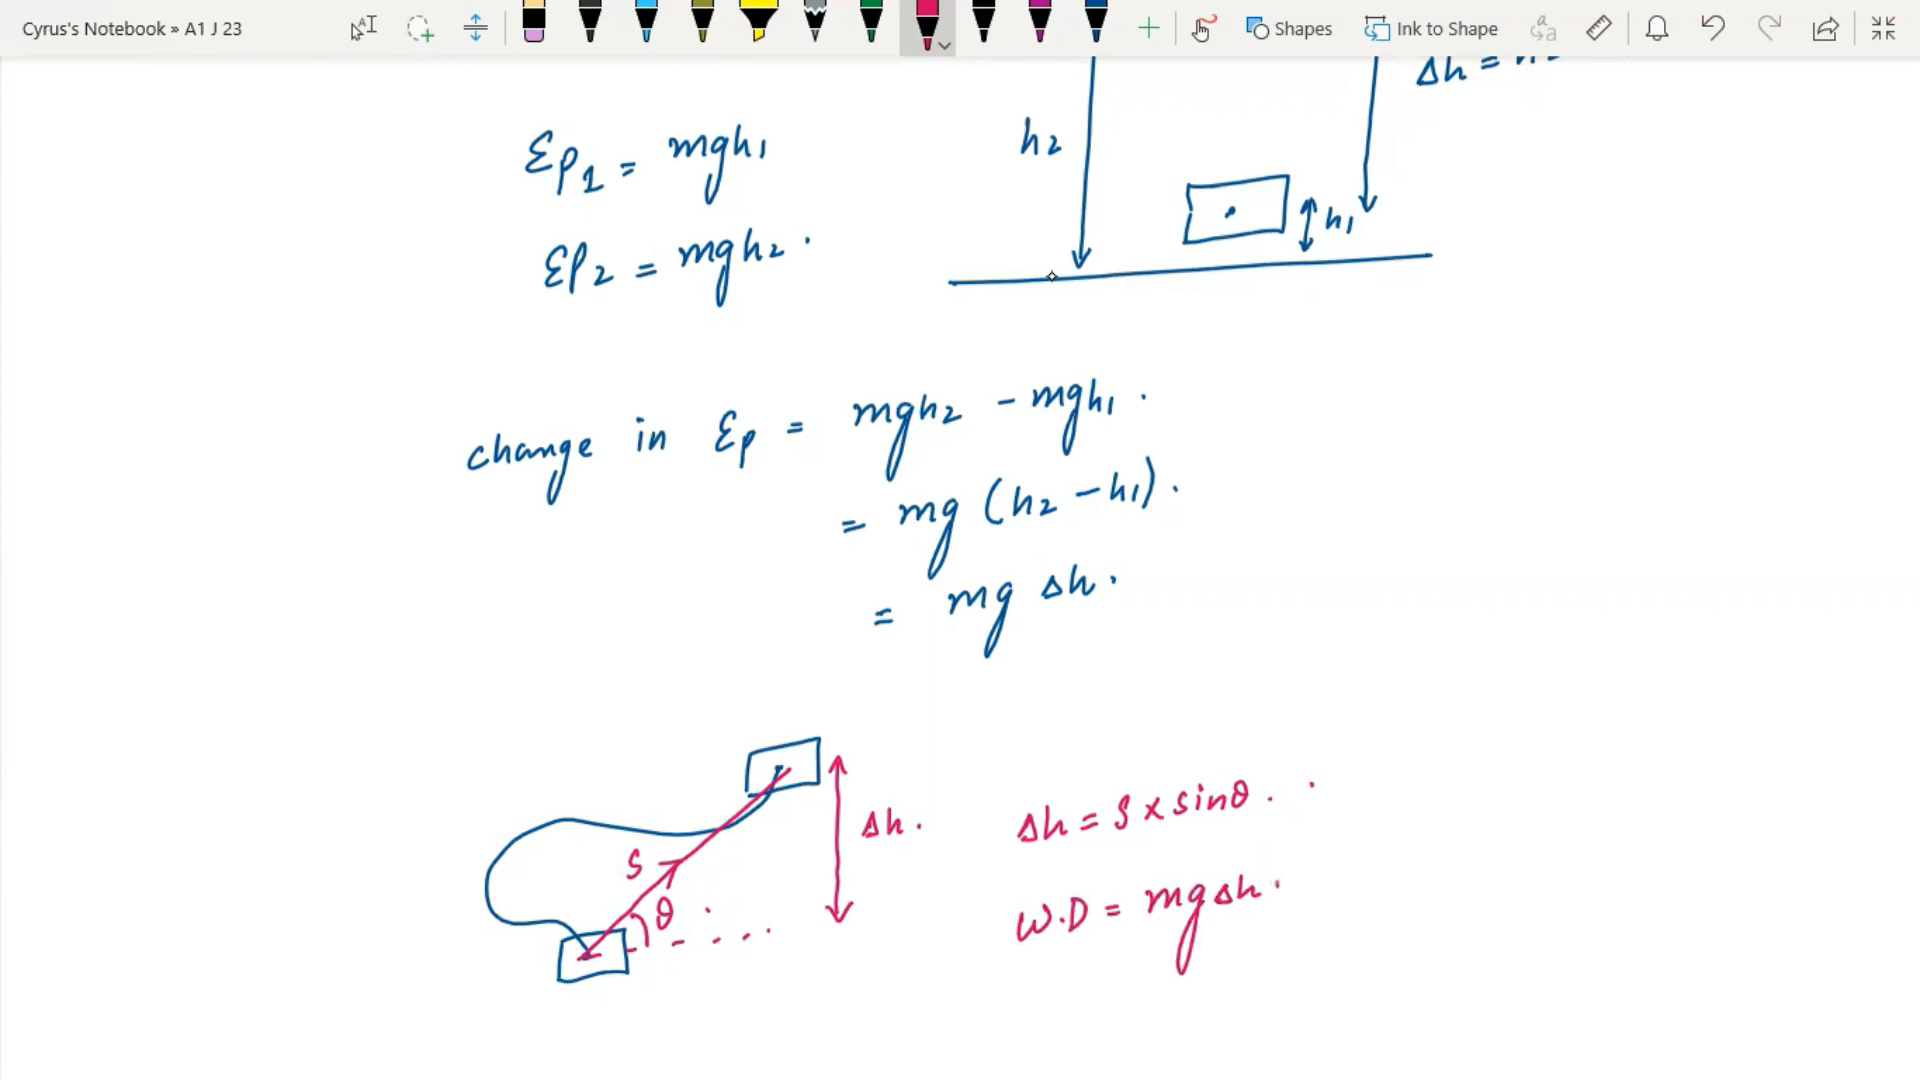 Cyrus's Notebook » A1 J 23
Shapes
Ink to Shape
Δh =
h2
h1
Ep1 = mgh1
Ep2 = mgh2.
change in Ep = mgh2 - mgh1.
= mg (h2 - h1).
= mg Δh.
S
θ
Δh.
Δh = S x sinθ.
W.D = mgΔh.